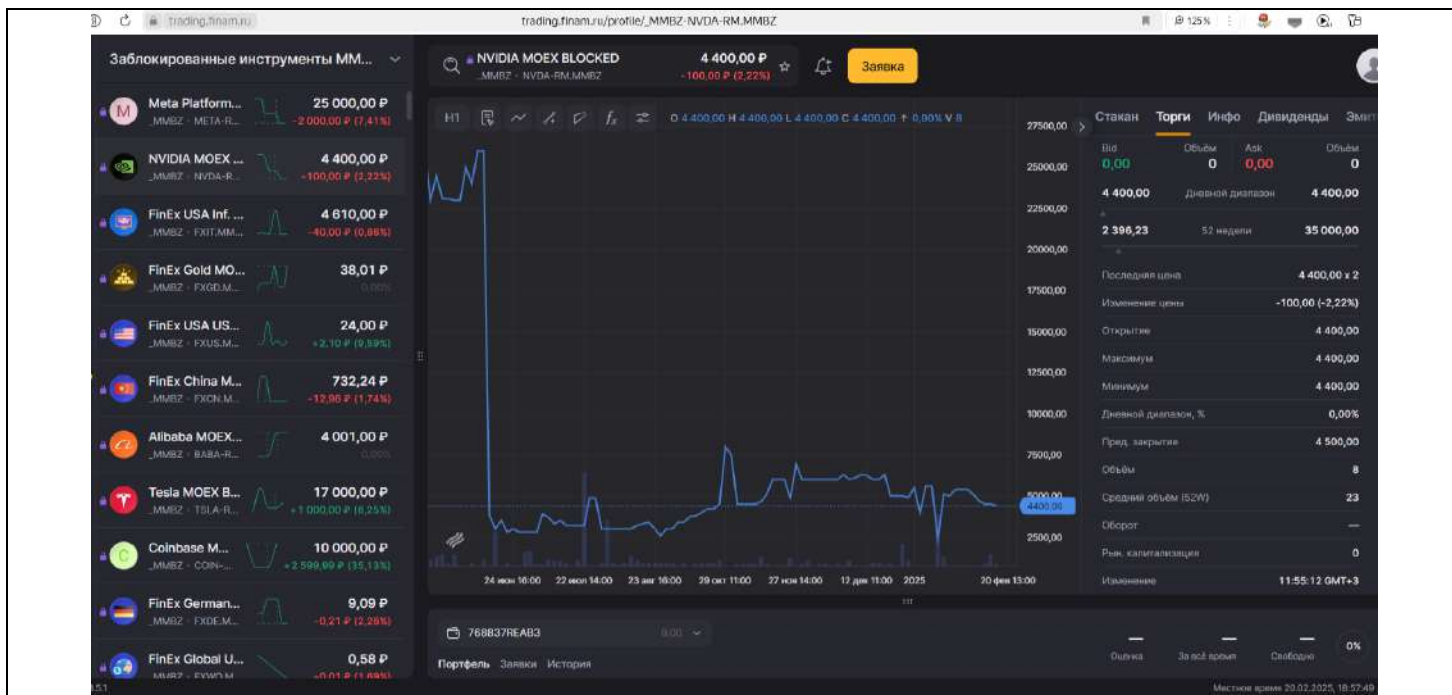 trading.finam.ru
trading.finam.ru/profile/_MMBZ-NVDA-RM.MMBZ
125 %
Заблокированные инструменты ММ...
M
Meta Platform...
25 000,00 ₽
_MMBZ · META-R...
-2 000,00 ₽ (7,41%)
NVIDIA MOEX ...
4 400,00 ₽
_MMBZ · NVDA-R...
-100,00 ₽ (2,22%)
FinEx USA Inf. ...
4 610,00 ₽
_MMBZ · FXIT.MM...
-40,00 ₽ (0,86%)
FinEx Gold MO...
38,01 ₽
_MMBZ · FXGD.M...
0,00%
FinEx USA US...
24,00 ₽
_MMBZ · FXUS.M...
+2,10 ₽ (9,59%)
FinEx China M...
732,24 ₽
_MMBZ · FXCN.M...
-12,96 ₽ (1,74%)
Alibaba MOEX...
4 001,00 ₽
_MMBZ · BABA-R...
0,00%
Tesla MOEX B...
17 000,00 ₽
_MMBZ · TSLA-R...
+1 000,00 ₽ (6,25%)
C
Coinbase M...
10 000,00 ₽
_MMBZ · COIN-...
+2 599,99 ₽ (35,13%)
FinEx German...
9,09 ₽
_MMBZ · FXDE.M...
-0,21 ₽ (2,26%)
FinEx Global U...
0,58 ₽
_MMBZ · FXWO.M...
-0,01 ₽ (1,69%)
NVIDIA MOEX BLOCKED
_MMBZ · NVDA-RM.MMBZ
4 400,00 ₽
-100,00 ₽ (2,22%)
Заявка
H1
fx
O 4 400,00 H 4 400,00 L 4 400,00 C 4 400,00 ↑ 0,00% V 8
27500,00
25000,00
22500,00
20000,00
17500,00
15000,00
12500,00
10000,00
7500,00
5000,00
4400,00
2500,00
24 июн 16:00 22 июл 14:00 23 авг 16:00 29 окт 11:00 27 ноя 14:00 12 дек 11:00 2025 20 фев 13:00
768837REAB3
0,00
Портфель Заявки История
Стакан Торги Инфо Дивиденды Эмит
Bid Объём Ask Объём
0,00 0 0,00 0
4 400,00 Дневной диапазон 4 400,00
2 396,23 52 недели 35 000,00
Последняя цена 4 400,00 x 2
Изменение цены -100,00 (-2,22%)
Открытие 4 400,00
Максимум 4 400,00
Минимум 4 400,00
Дневной диапазон, % 0,00%
Пред. закрытие 4 500,00
Объём 8
Средний объём (52W) 23
Оборот —
Рын. капитализация 0
Изменение 11:55:12 GMT+3
— — — 0%
Оценка За всё время Свободно
Местное время 20.02.2025, 18:57:49